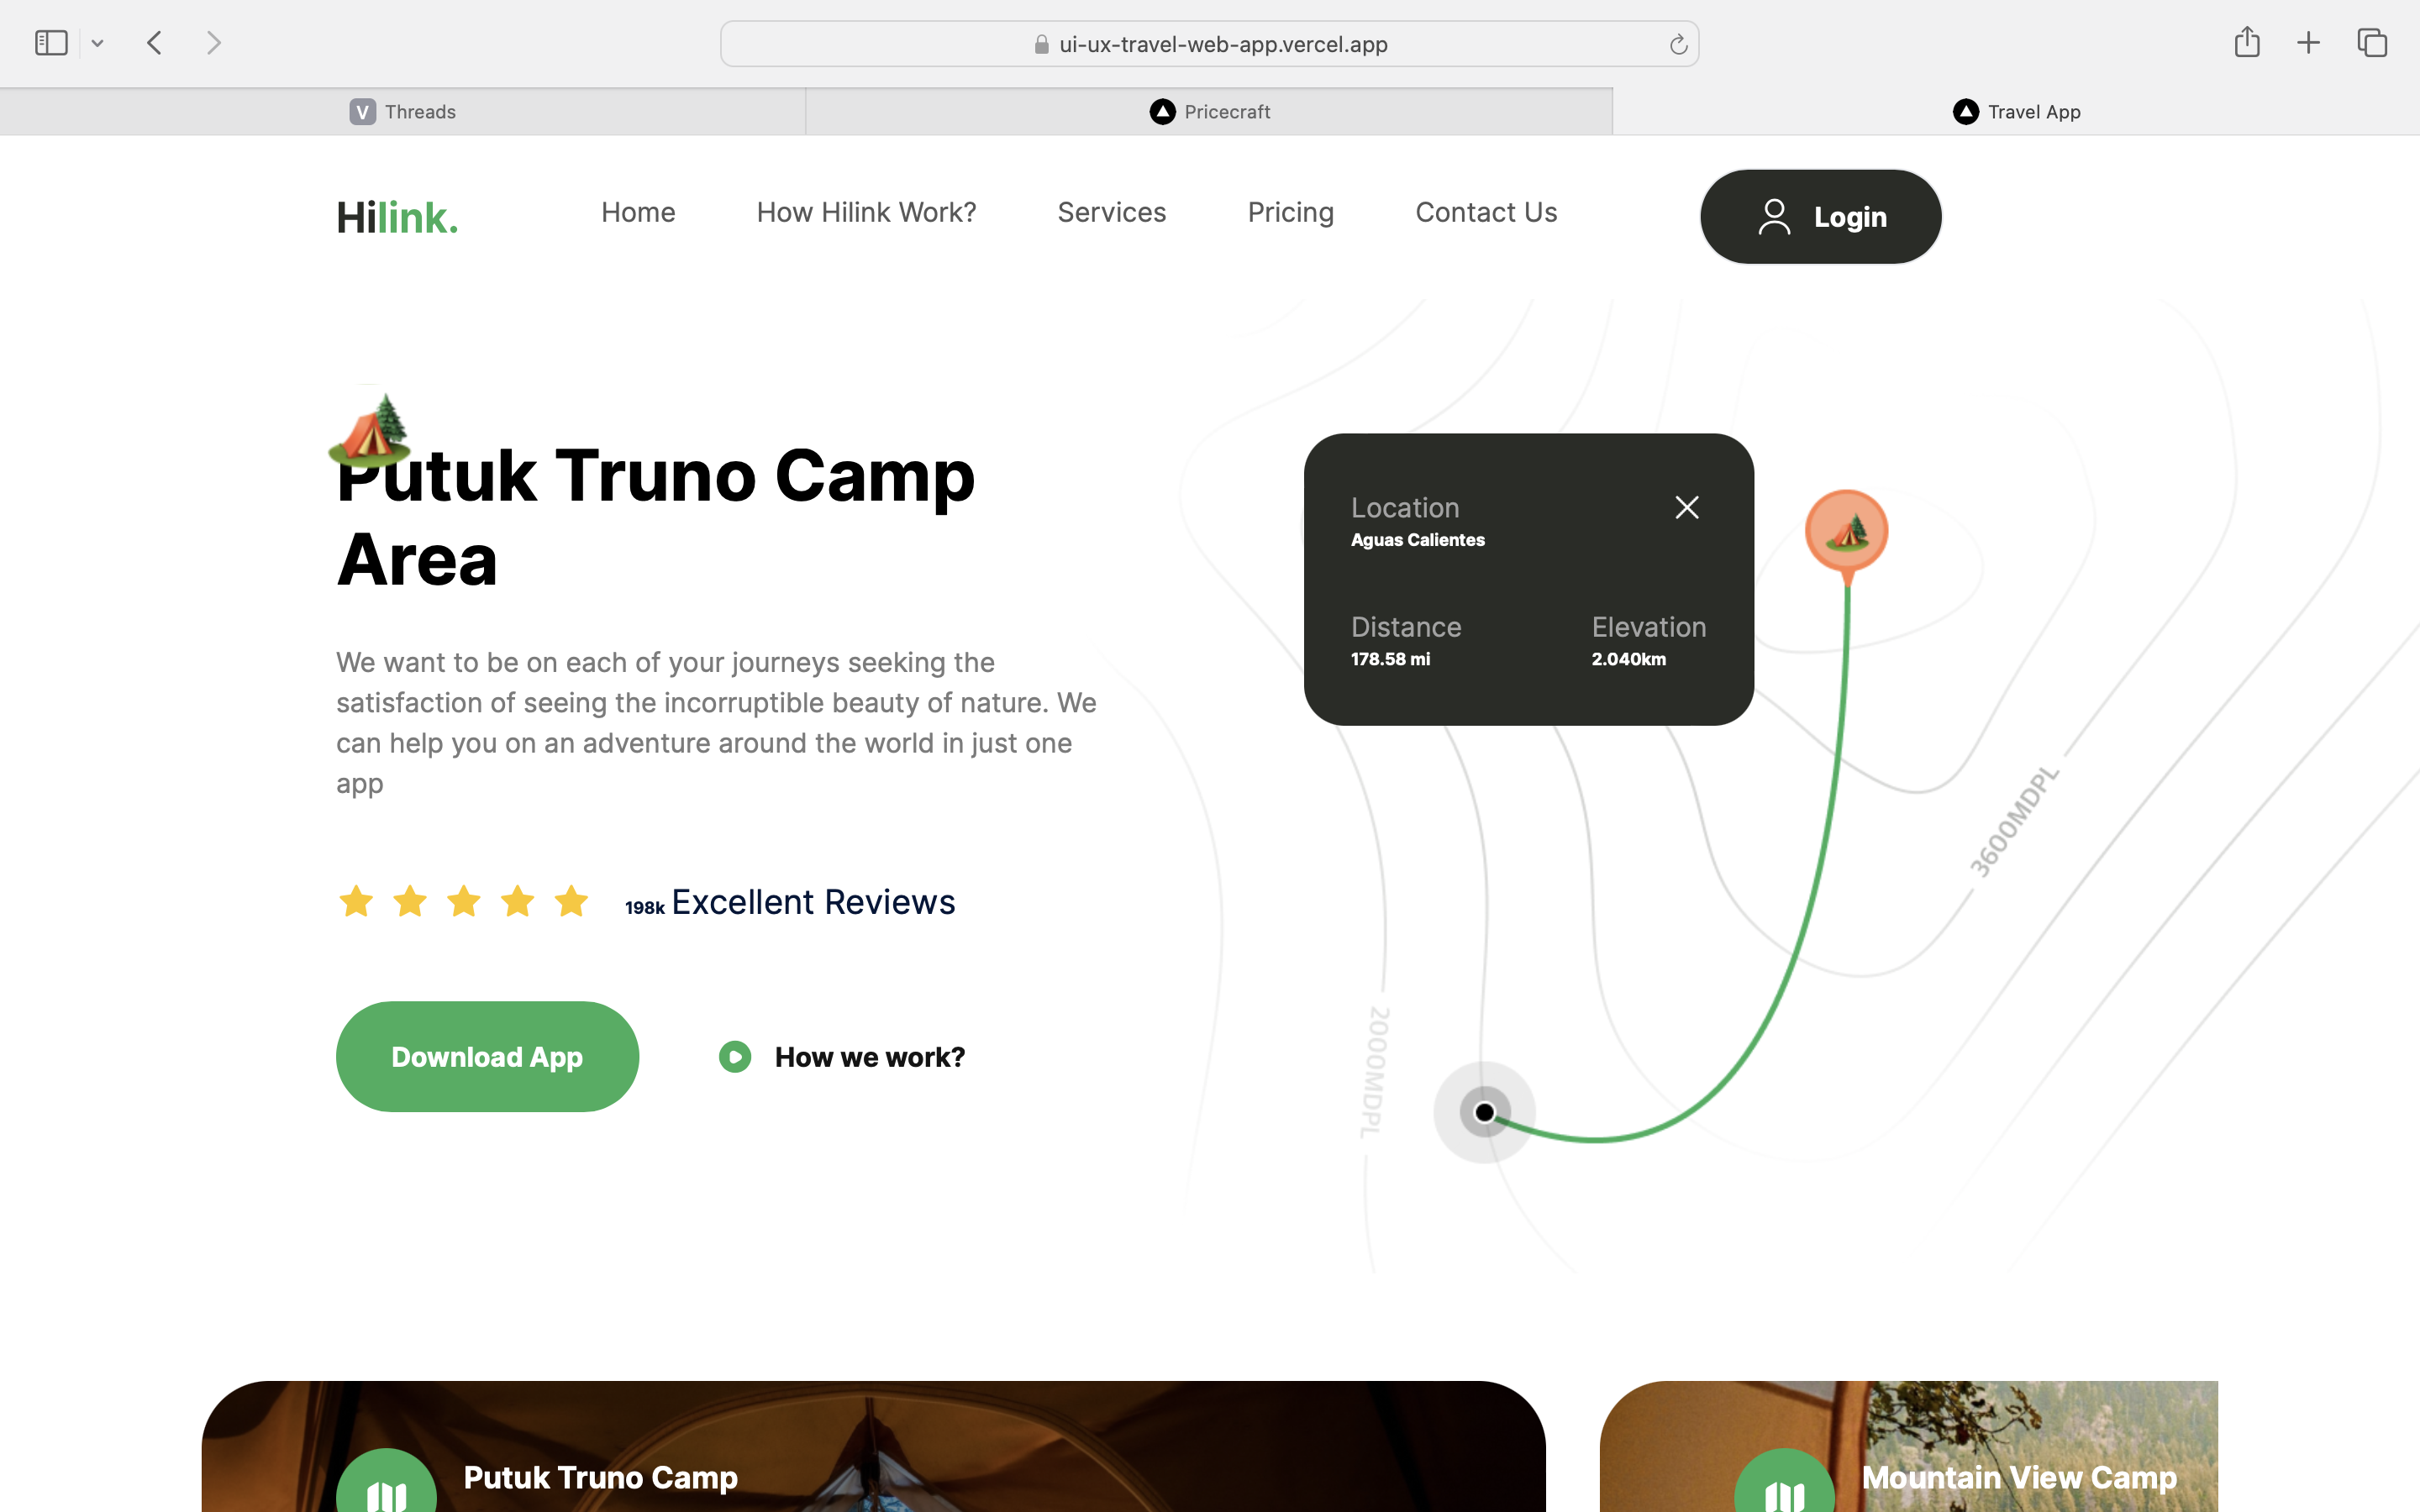 ui-ux-travel-web-app.vercel.app
V Threads
Pricecraft
Travel App
Hilink.
Home
How Hilink Work?
Services
Pricing
Contact Us
Login
Putuk Truno Camp
Area
We want to be on each of your journeys seeking the
satisfaction of seeing the incorruptible beauty of nature. We
can help you on an adventure around the world in just one
app
198k Excellent Reviews
Download App
How we work?
Location
Aguas Calientes
Distance
178.58 mi
Elevation
2.040km
3600MDPL
2000MDPL
Putuk Truno Camp
Mountain View Camp